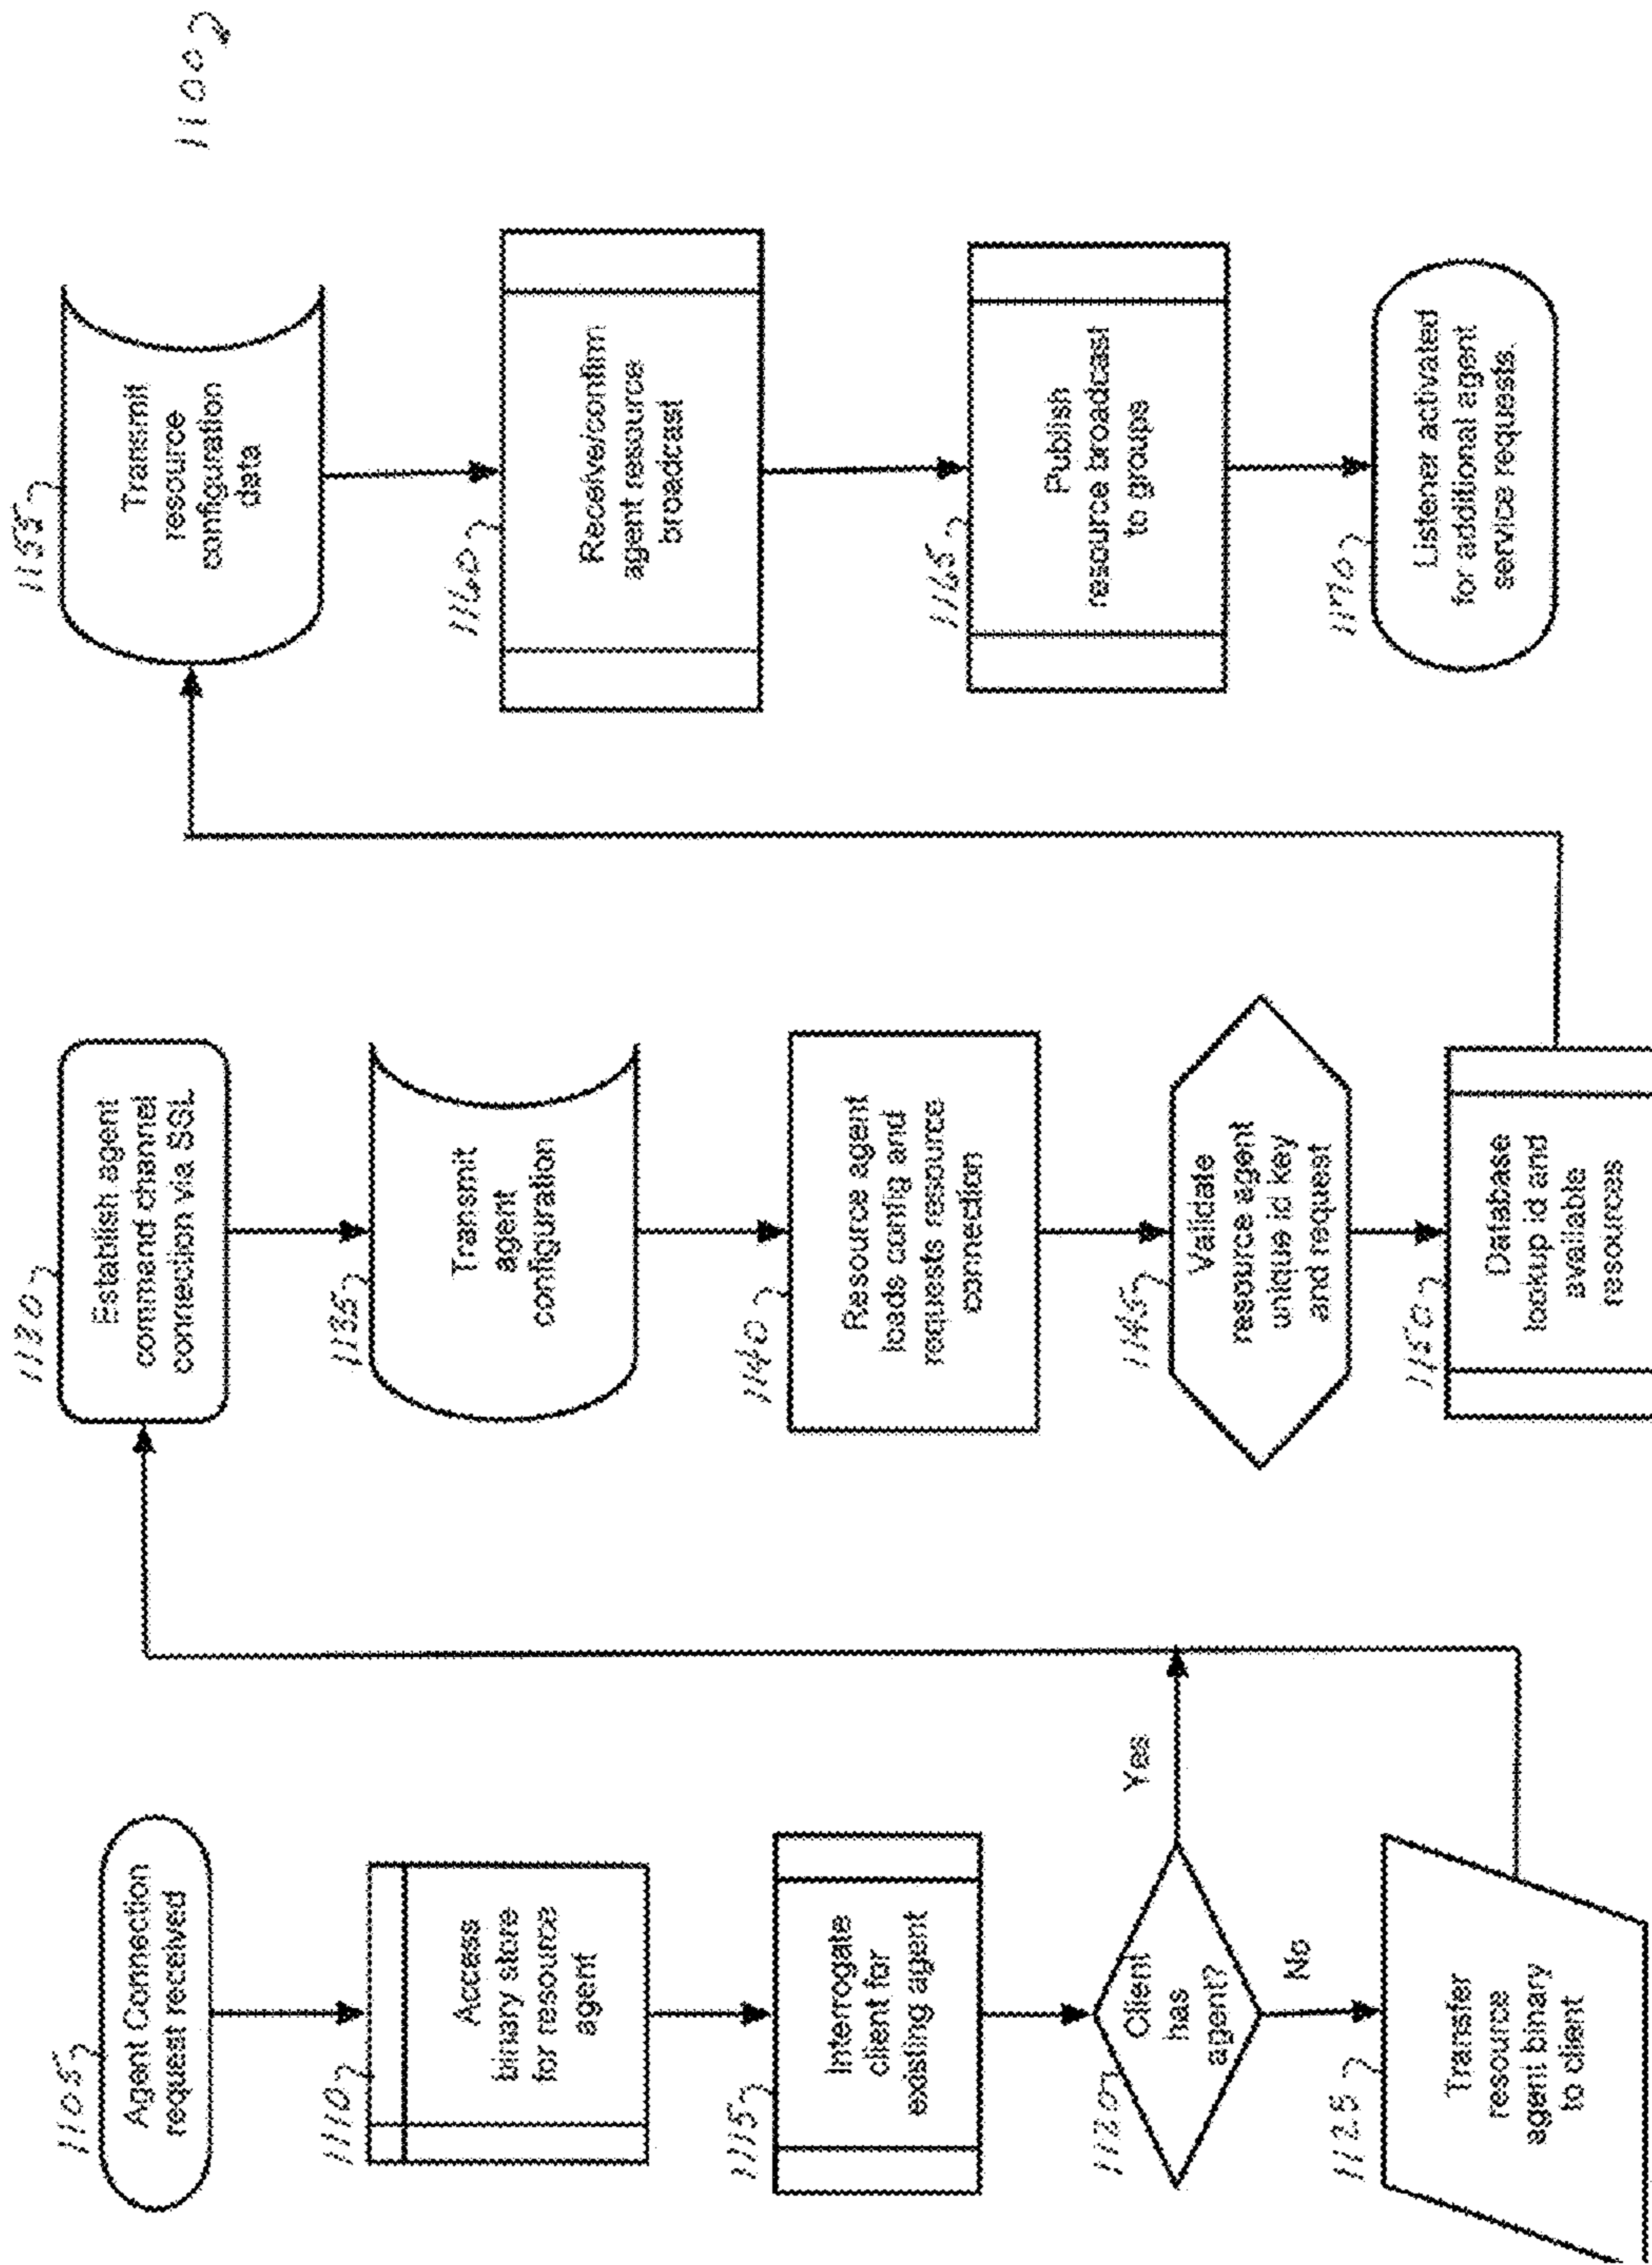 1100
1105
Agent Connection
request received
1110
Access
binary store
for resource
agent
1115
Interrogate
client for
existing agent
1120
Client
has
agent?
Yes
No
1125
Transfer
resource
agent binary
to client
1130
Establish agent
command channel
connection via SSL
1135
Transmit
agent
configuration
1140
Resource agent
loads config and
requests resource
connection
1145
Validate
resource agent
unique id key
and request
1150
Database
lookup id and
available
resources
1155
Transmit
resource
configuration
data
1160
Receive/confirm
agent resource
broadcast
1165
Publish
resource broadcast
to groups
1170
Listener activated
for additional agent
service requests.